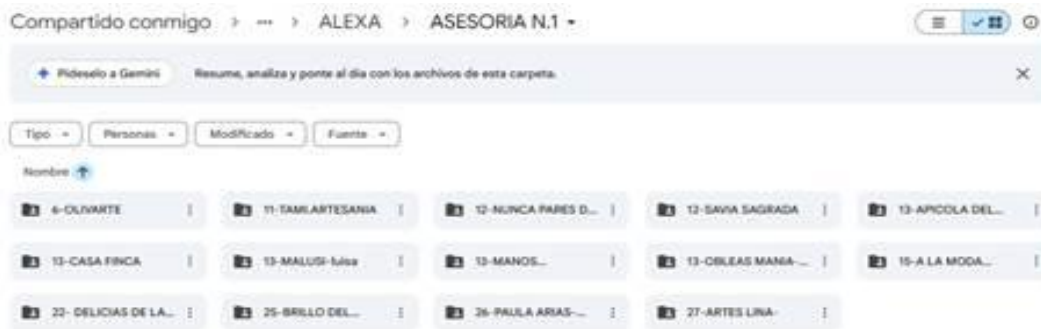 Compartido conmigo > ... > ALEXA > ASESORIA N.1
Pídeselo a Gemini Resume, analiza y ponte al día con los archivos de esta carpeta.
Tipo Personas Modificado Fuente
Nombre
6-OLIVARTE 11-TAMI.ARTESANIA 12-NUNCA PARES D... 12-SAVIA SAGRADA 13-APICOLA DEL...
13-CASA FINCA 13-MALUSI-luisa 13-MANOS... 13-OBLEAS MANIA-... 15-A LA MODA...
22- DELICIAS DE LA... 25-BRILLO DEL... 26-PAULA ARIAS-... 27-ARTES LINA-